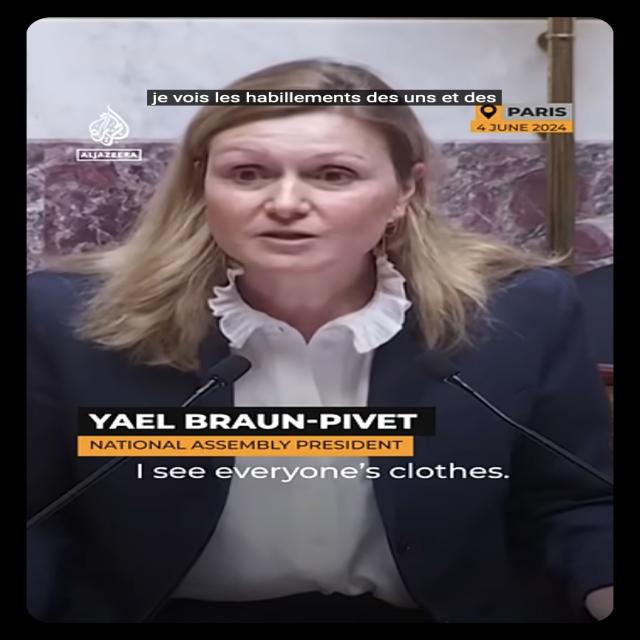 je vois les habillements des uns et des
PARIS
4 JUNE 2024
ALJAZEERA
YAEL BRAUN-PIVET
NATIONAL ASSEMBLY PRESIDENT
I see everyone's clothes.